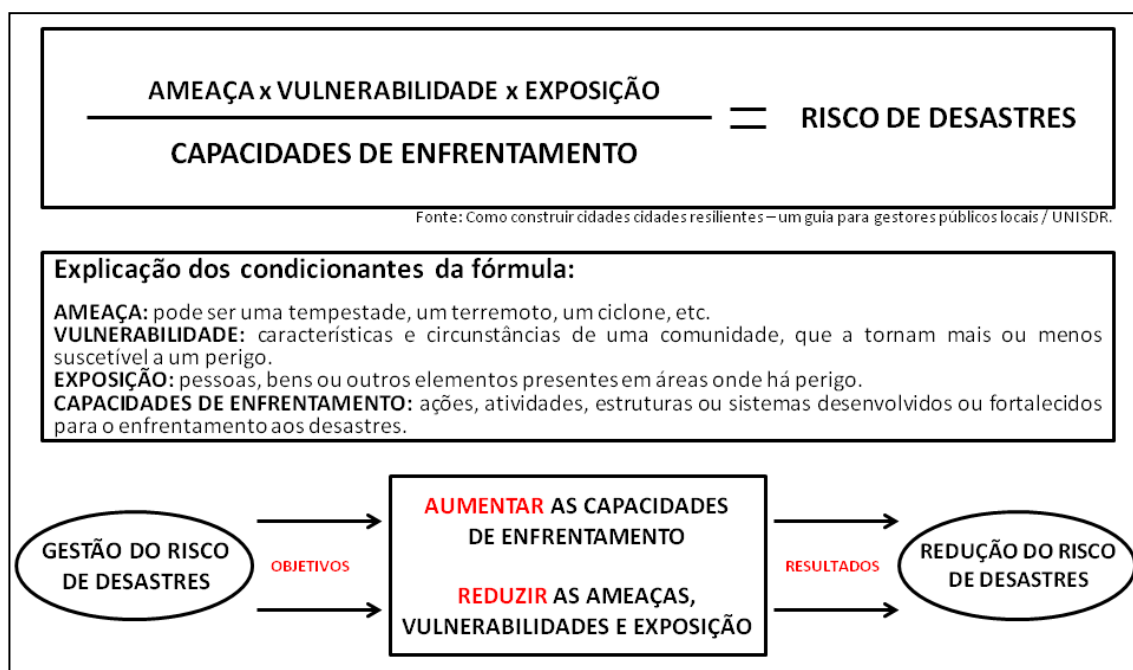 AMEAÇA x VULNERABILIDADE x EXPOSIÇÃO
CAPACIDADES DE ENFRENTAMENTO
= RISCO DE DESASTRES
Fonte: Como construir cidades cidades resilientes – um guia para gestores públicos locais / UNISDR.
Explicação dos condicionantes da fórmula:
AMEAÇA: pode ser uma tempestade, um terremoto, um ciclone, etc.
VULNERABILIDADE: características e circunstâncias de uma comunidade, que a tornam mais ou menos
suscetível a um perigo.
EXPOSIÇÃO: pessoas, bens ou outros elementos presentes em áreas onde há perigo.
CAPACIDADES DE ENFRENTAMENTO: ações, atividades, estruturas ou sistemas desenvolvidos ou fortalecidos
para o enfrentamento aos desastres.
GESTÃO DO RISCO
DE DESASTRES
OBJETIVOS
AUMENTAR AS CAPACIDADES
DE ENFRENTAMENTO
REDUZIR AS AMEAÇAS,
VULNERABILIDADES E EXPOSIÇÃO
RESULTADOS
REDUÇÃO DO RISCO
DE DESASTRES